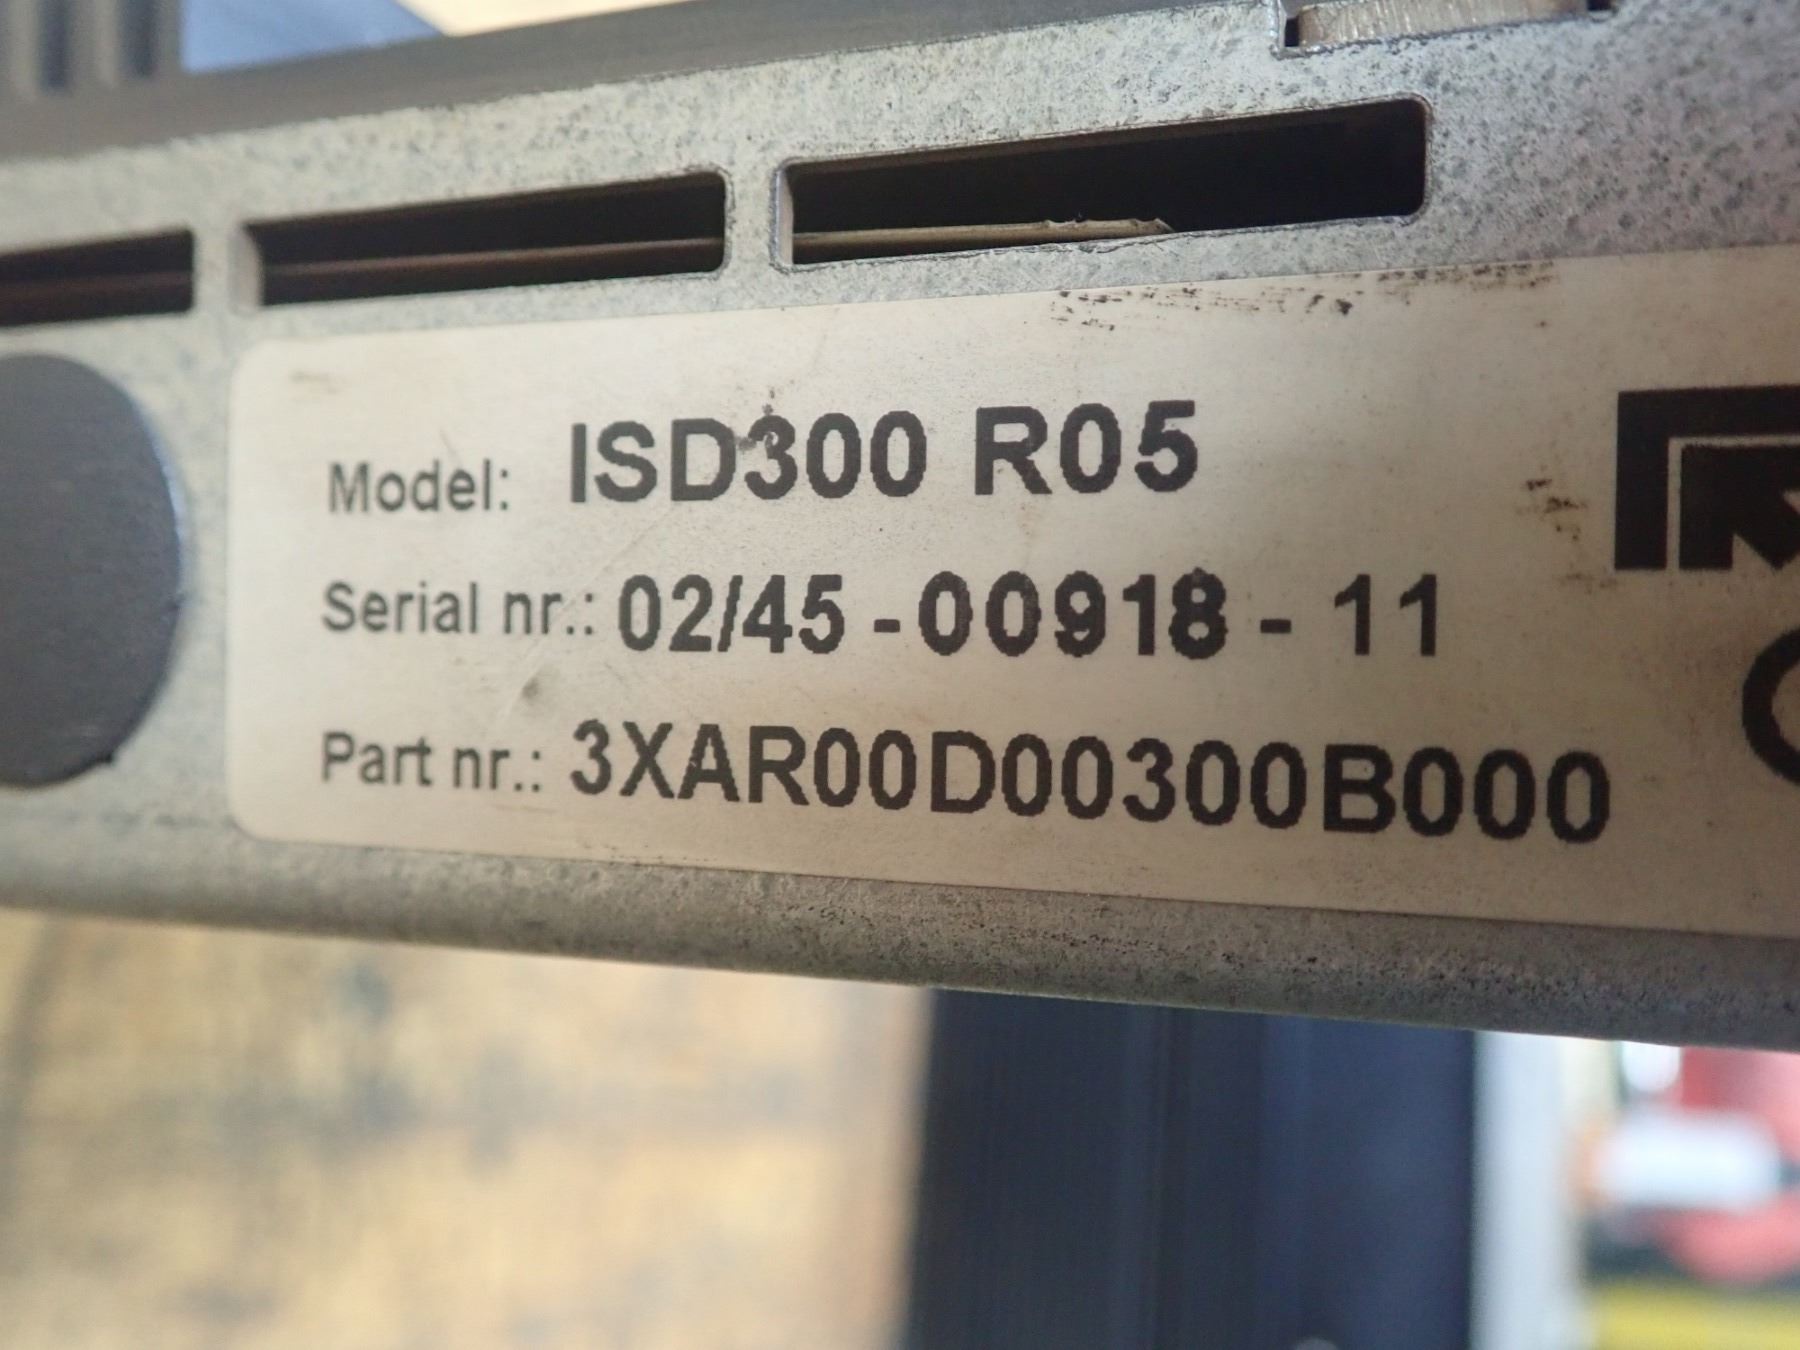 Model: ISD300 R05
Serial nr.: 02/45 - 00918 - 11
Part nr.: 3XAR00D00300B000